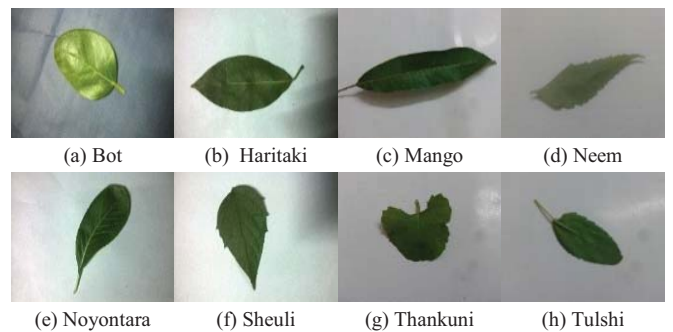 (a) Bot (b) Haritaki (c) Mango (d) Neem
(e) Noyontara (f) Sheuli (g) Thankuni (h) Tulshi